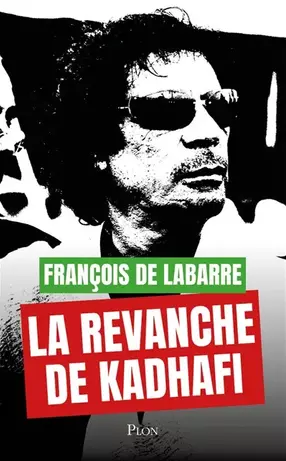 FRANÇOIS DE LABARRE
LA REVANCHE
DE KADHAFI
PLON